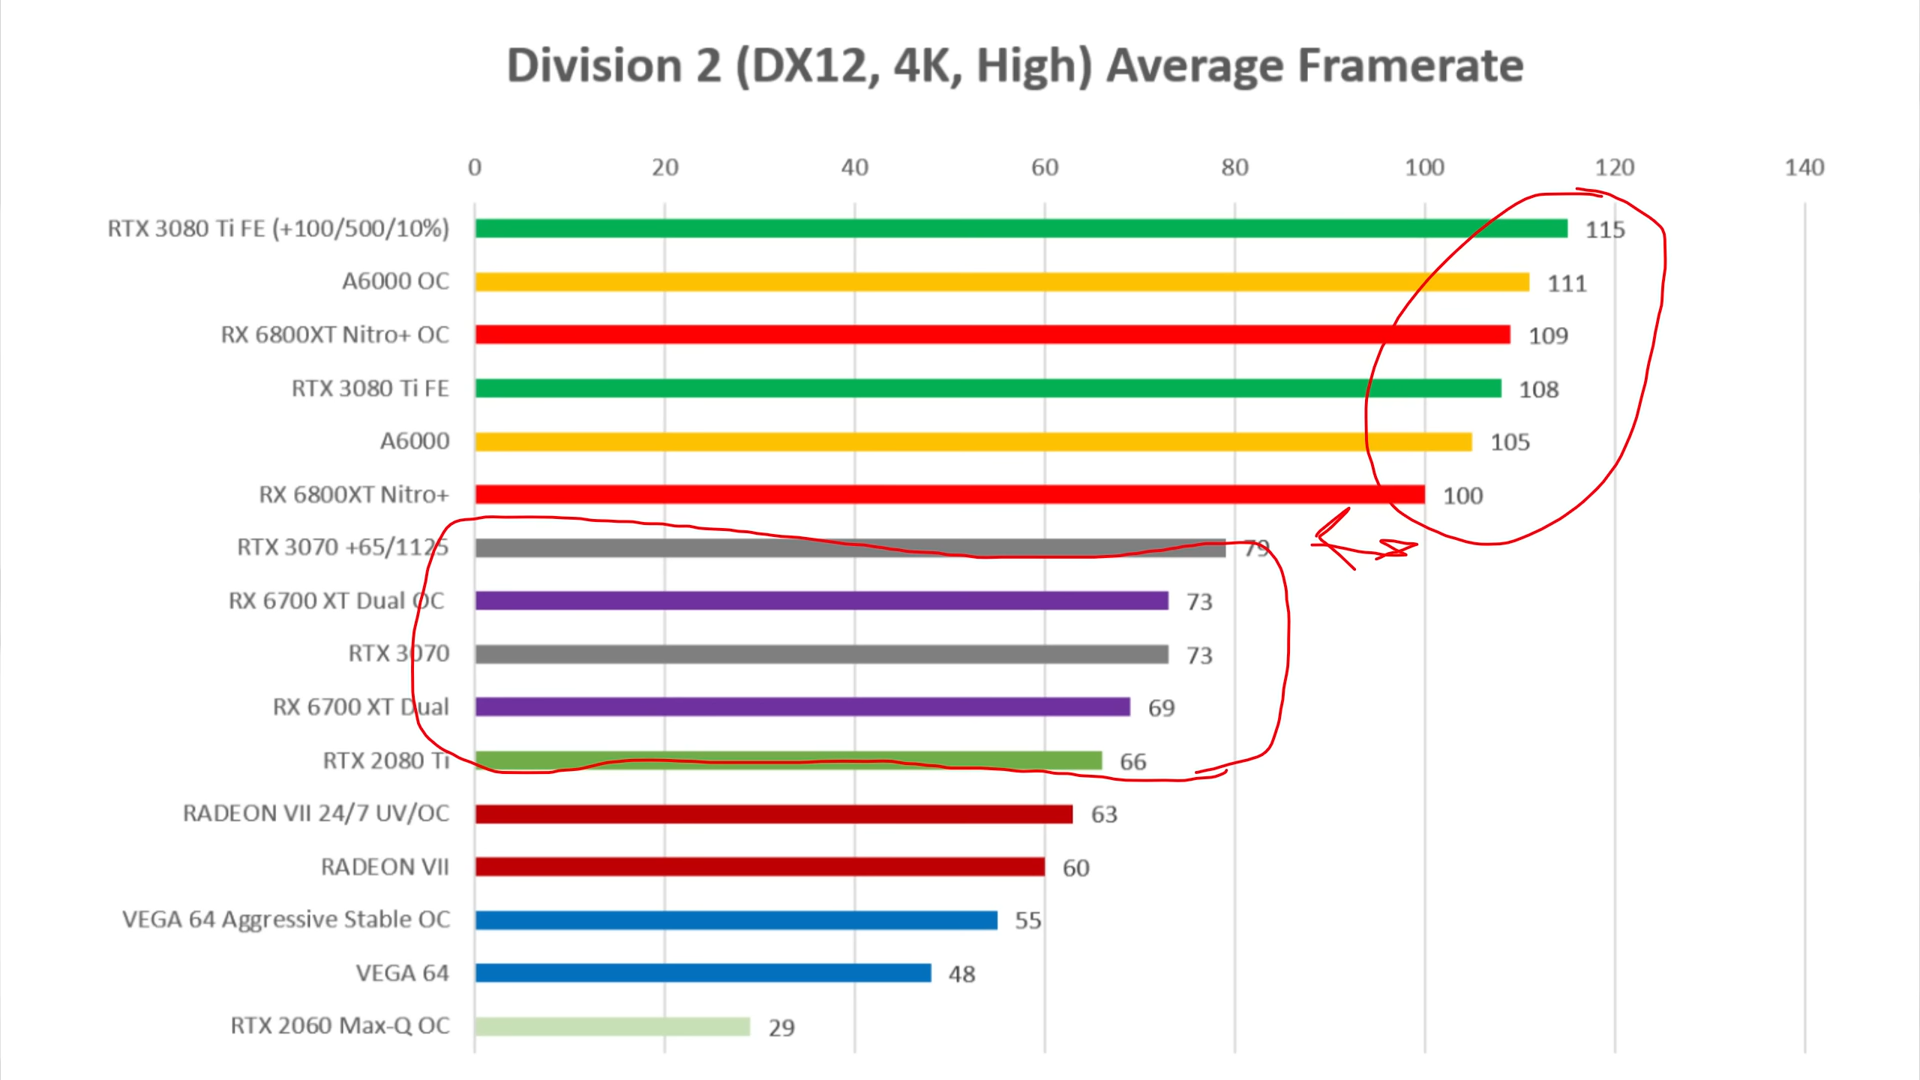 Division 2 (DX12, 4K, High) Average Framerate
0 20 40 60 80 100 120 140
RTX 3080 Ti FE (+100/500/10%) 115
A6000 OC 111
RX 6800XT Nitro+ OC 109
RTX 3080 Ti FE 108
A6000 105
RX 6800XT Nitro+ 100
RTX 3070 +65/1125 79
RX 6700 XT Dual OC 73
RTX 3070 73
RX 6700 XT Dual 69
RTX 2080 Ti 66
RADEON VII 24/7 UV/OC 63
RADEON VII 60
VEGA 64 Aggressive Stable OC 55
VEGA 64 48
RTX 2060 Max-Q OC 29